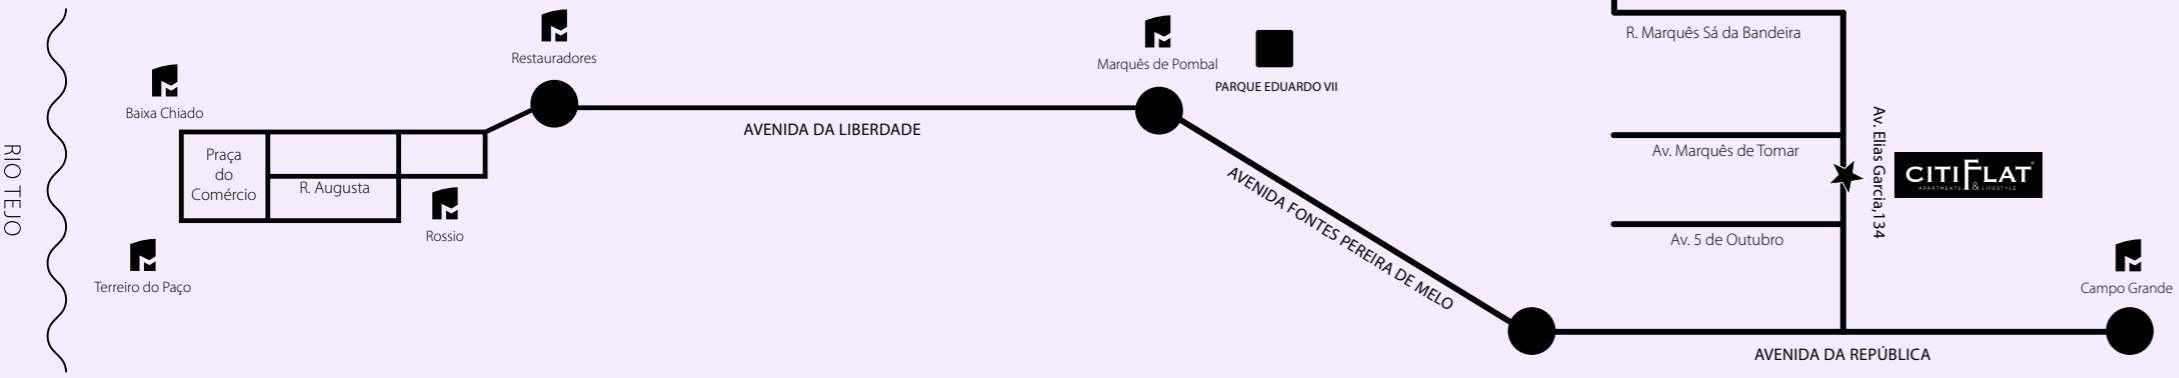 RIO TEJO
Baixa Chiado
Terreiro do Paço
Praça
do
Comércio
R. Augusta
Rossio
Restauradores
AVENIDA DA LIBERDADE
Marquês de Pombal
PARQUE EDUARDO VII
AVENIDA FONTES PEREIRA DE MELO
R. Marquês Sá da Bandeira
Av. Marquês de Tomar
Av. 5 de Outubro
Av. Elias Garcia,134
CITIFLAT
APARTMENTS & LIFESTYLE
Campo Grande
AVENIDA DA REPÚBLICA